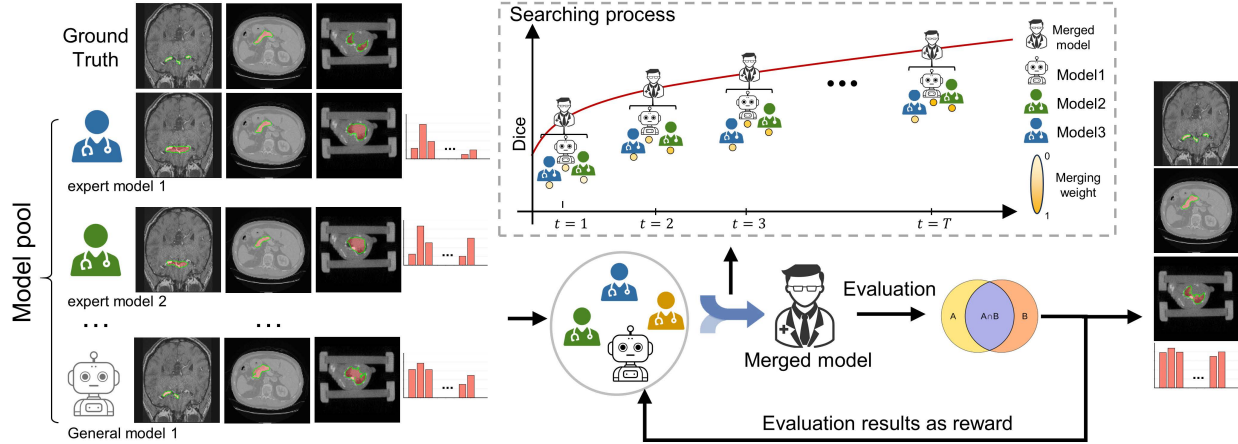 Ground
Truth
Model pool
expert model 1
...
expert model 2
...
...
...
General model 1
...
Searching process
Dice
...
t = 1
t = 2
t = 3
t = T
Merged
model
Model1
Model2
Model3
0
Merging
weight
1
Merged model
Evaluation
A
A∩B
B
Evaluation results as reward
...